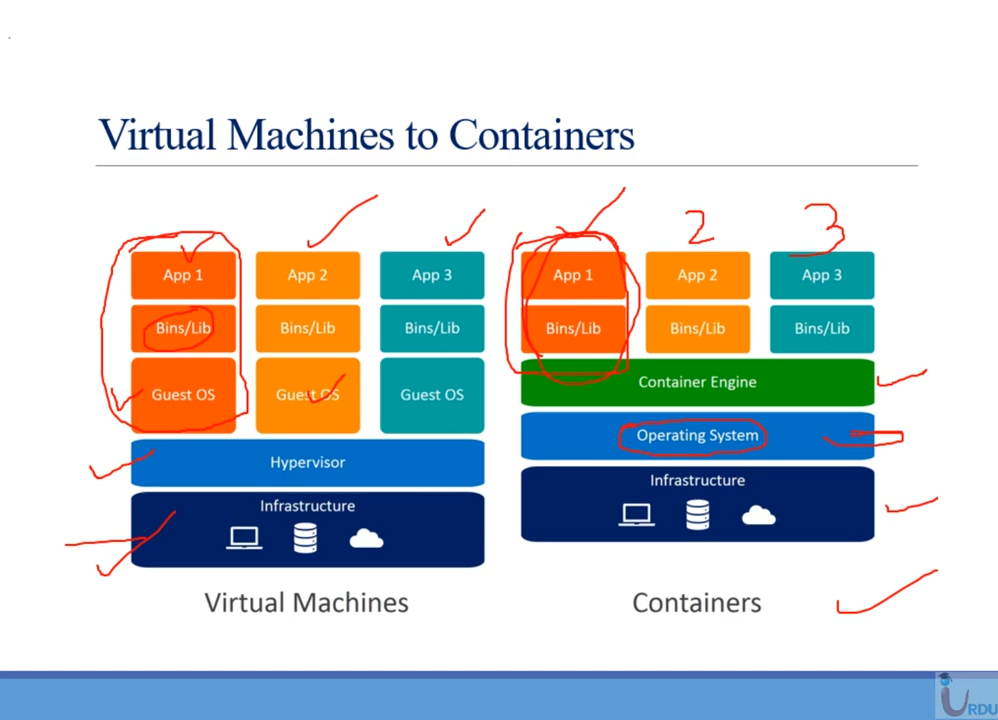 Virtual Machines to Containers
2 3
App 1 App 2 App 3
Bins/Lib Bins/Lib Bins/Lib
Guest OS Guest OS Guest OS
Hypervisor
Infrastructure
Virtual Machines
App 1 App 2 App 3
Bins/Lib Bins/Lib Bins/Lib
Container Engine
Operating System
Infrastructure
Containers
iURDU